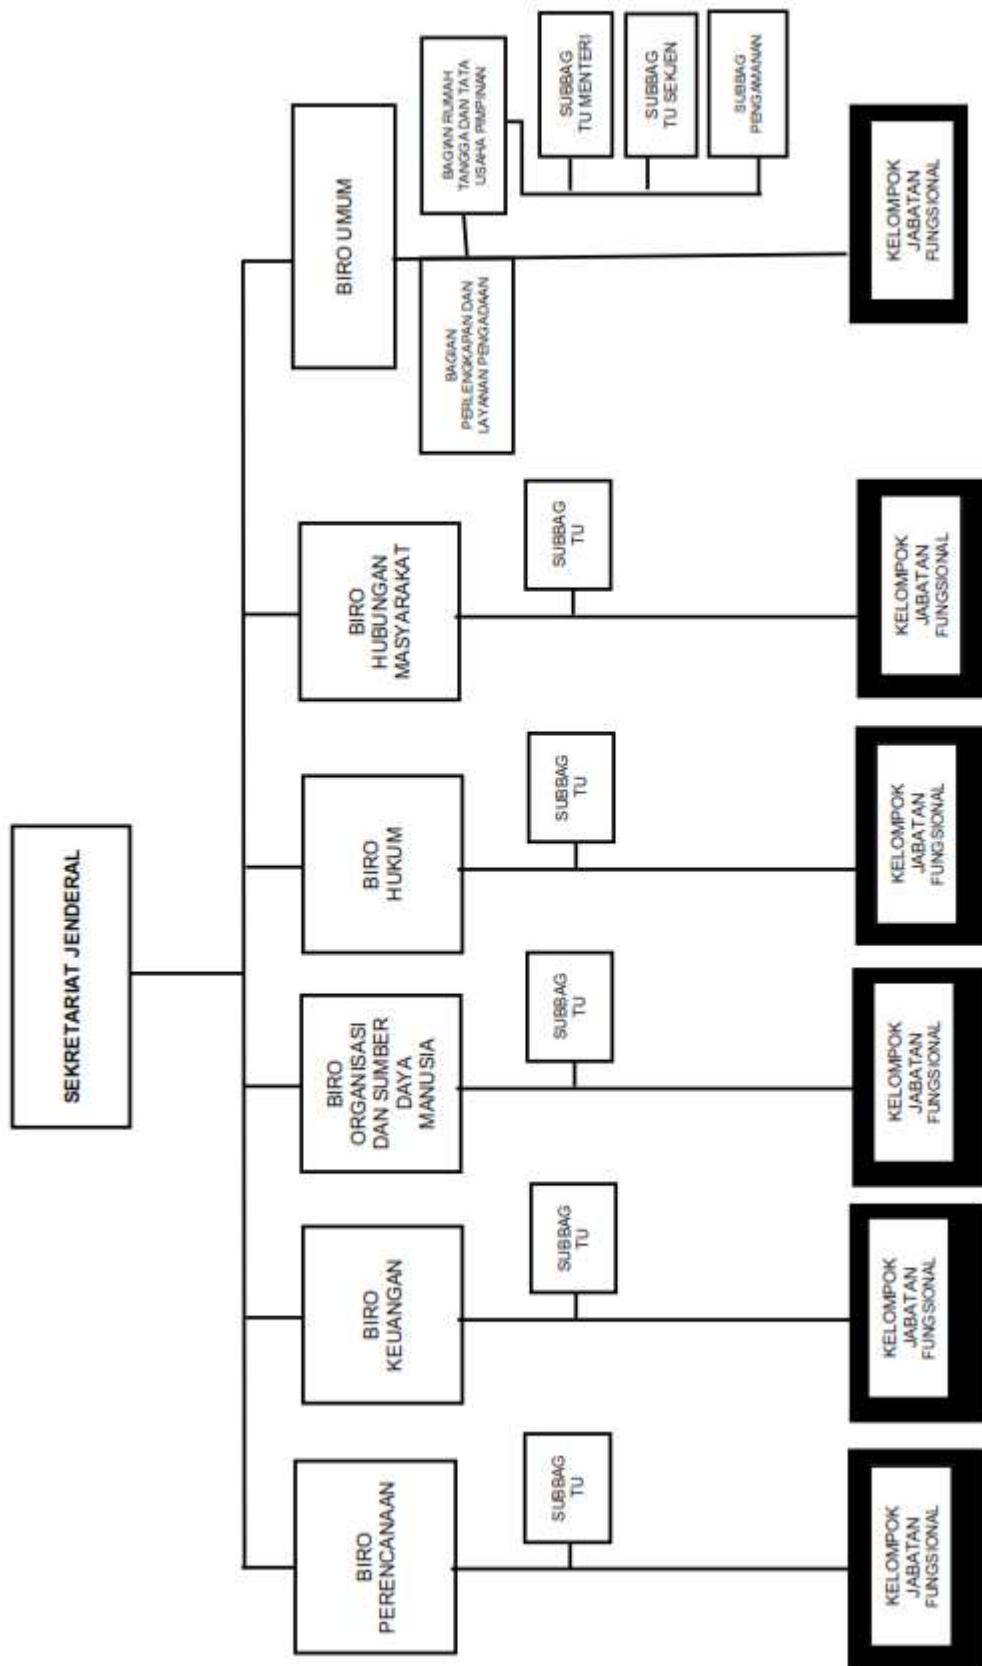 SEKRETARIAT JENDERAL
BIRO
PERENCANAAN
BIRO
KEUANGAN
BIRO
ORGANISASI
DAN SUMBER
DAYA
MANUSIA
BIRO
HUKUM
BIRO
HUBUNGAN
MASYARAKAT
BIRO UMUM
BAGIAN
PERLENGKAPAN DAN
LAYANAN PENGADAAN
BAGIAN RUMAH
TANGGA DAN TATA
USAHA PIMPINAN
SUBBAG
TU
SUBBAG
TU
SUBBAG
TU
SUBBAG
TU
SUBBAG
TU
SUBBAG
TU MENTERI
SUBBAG
TU SEKJEN
SUBBAG
PENGAMANAN
KELOMPOK
JABATAN
FUNGSIONAL
KELOMPOK
JABATAN
FUNGSIONAL
KELOMPOK
JABATAN
FUNGSIONAL
KELOMPOK
JABATAN
FUNGSIONAL
KELOMPOK
JABATAN
FUNGSIONAL
KELOMPOK
JABATAN
FUNGSIONAL